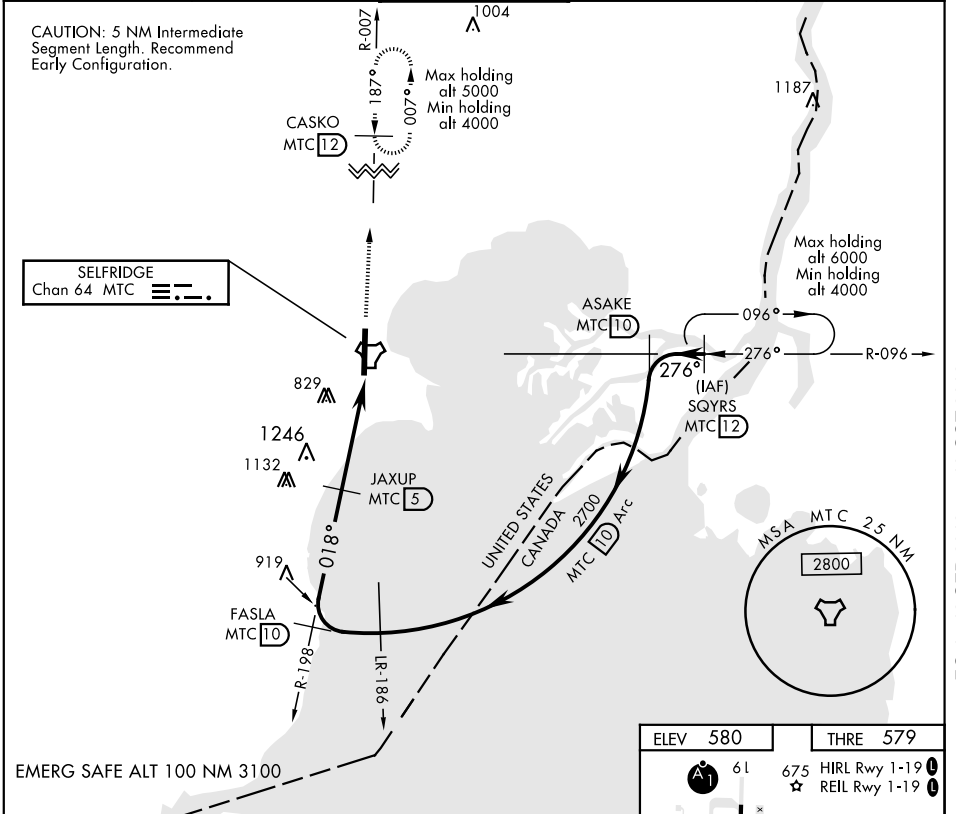 CAUTION: 5 NM Intermediate
Segment Length. Recommend
Early Configuration.
R-007
1004
187°
007°
Max holding
alt 5000
Min holding
alt 4000
CASKO
MTC 12
1187
SELFRIDGE
Chan 64 MTC
Max holding
alt 6000
Min holding
alt 4000
ASAKE
MTC 10
096°
276°
276°
R-096
(IAF)
SQYRS
MTC 12
829
1246
1132
JAXUP
MTC 5
018°
919
FASLA
MTC 10
R-198
LR-186
UNITED STATES
CANADA
2700
MTC 10 Arc
MSA MTC 25 NM
2800
EMERG SAFE ALT 100 NM 3100
ELEV 580
THRE 579
A1
61
675
HIRL Rwy 1-19 L
REIL Rwy 1-19 L